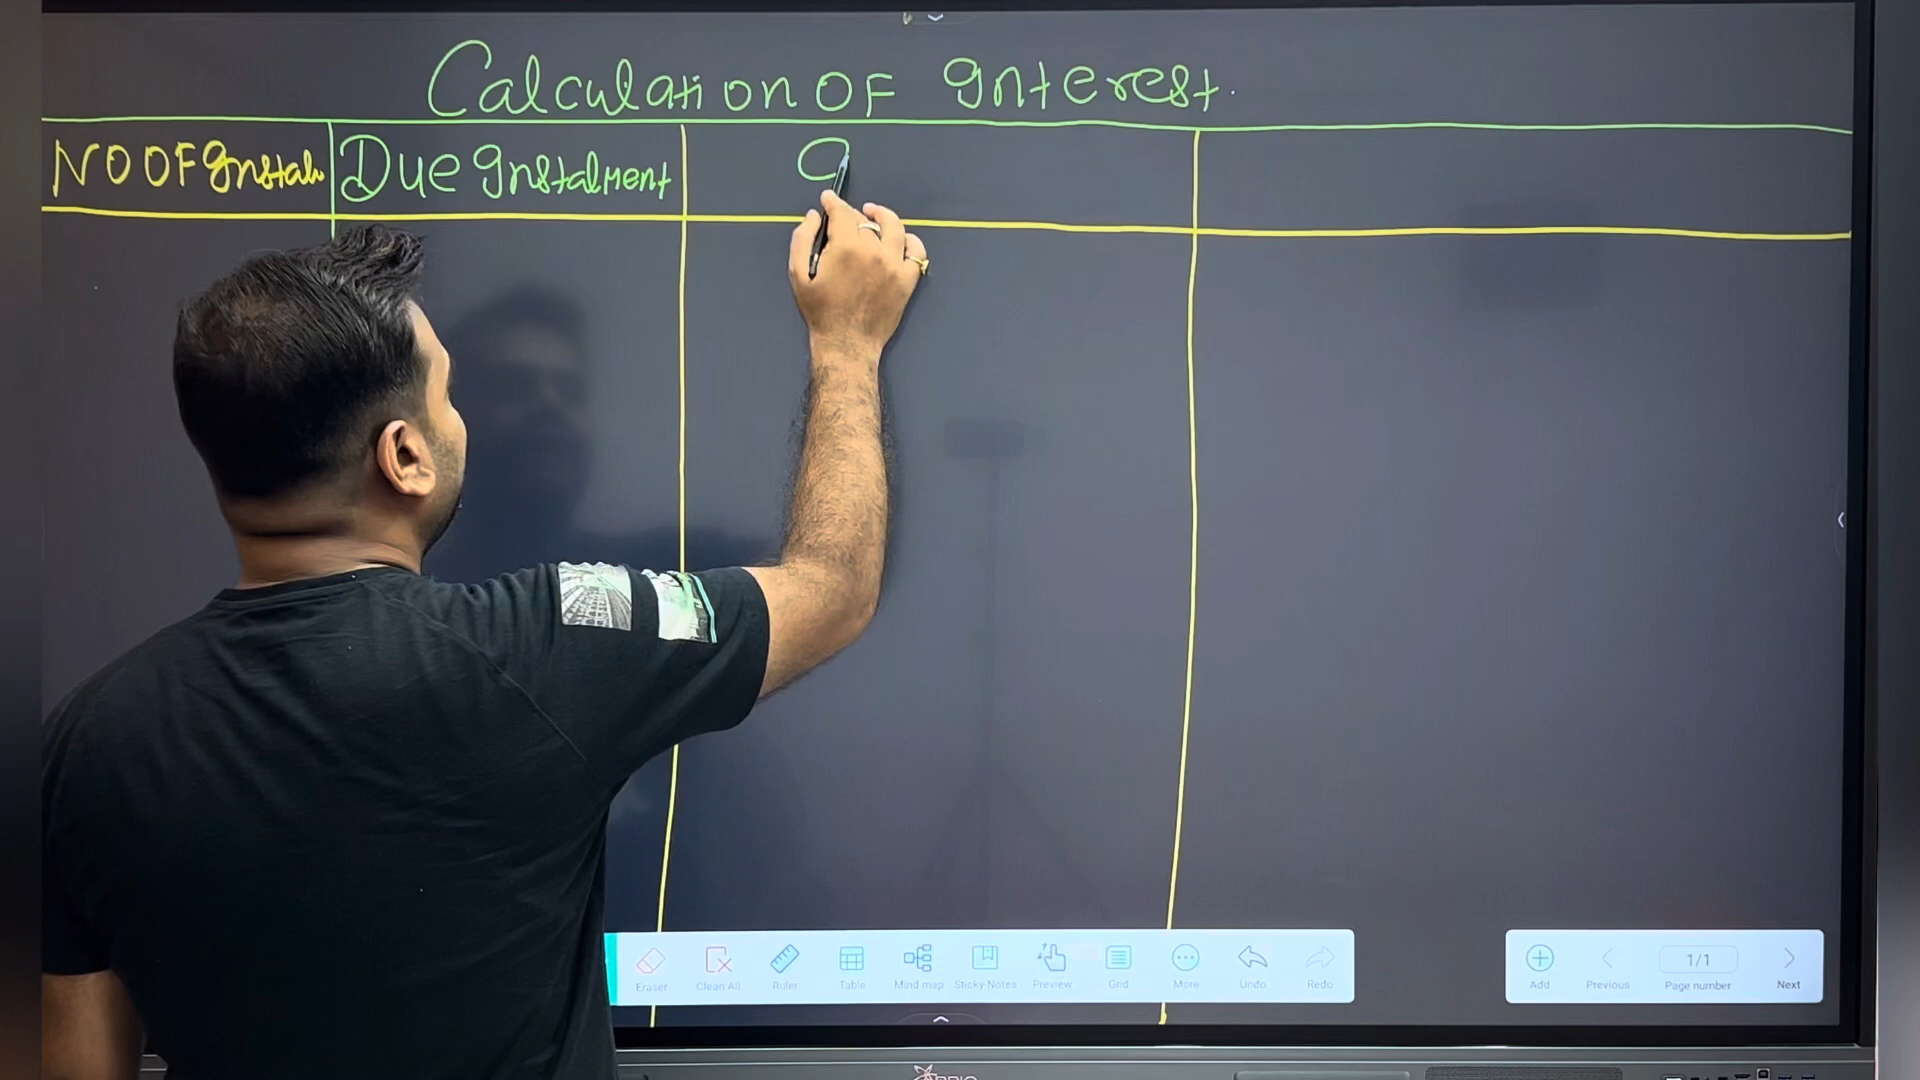 Calculation OF Interest.
NO OF Instal
Due Instalment
Eraser
Clean All
Ruler
Table
Mind map
Sticky-Notes
Preview
Grid
More
Undo
Redo
Add
Previous
1/1
Page number
Next